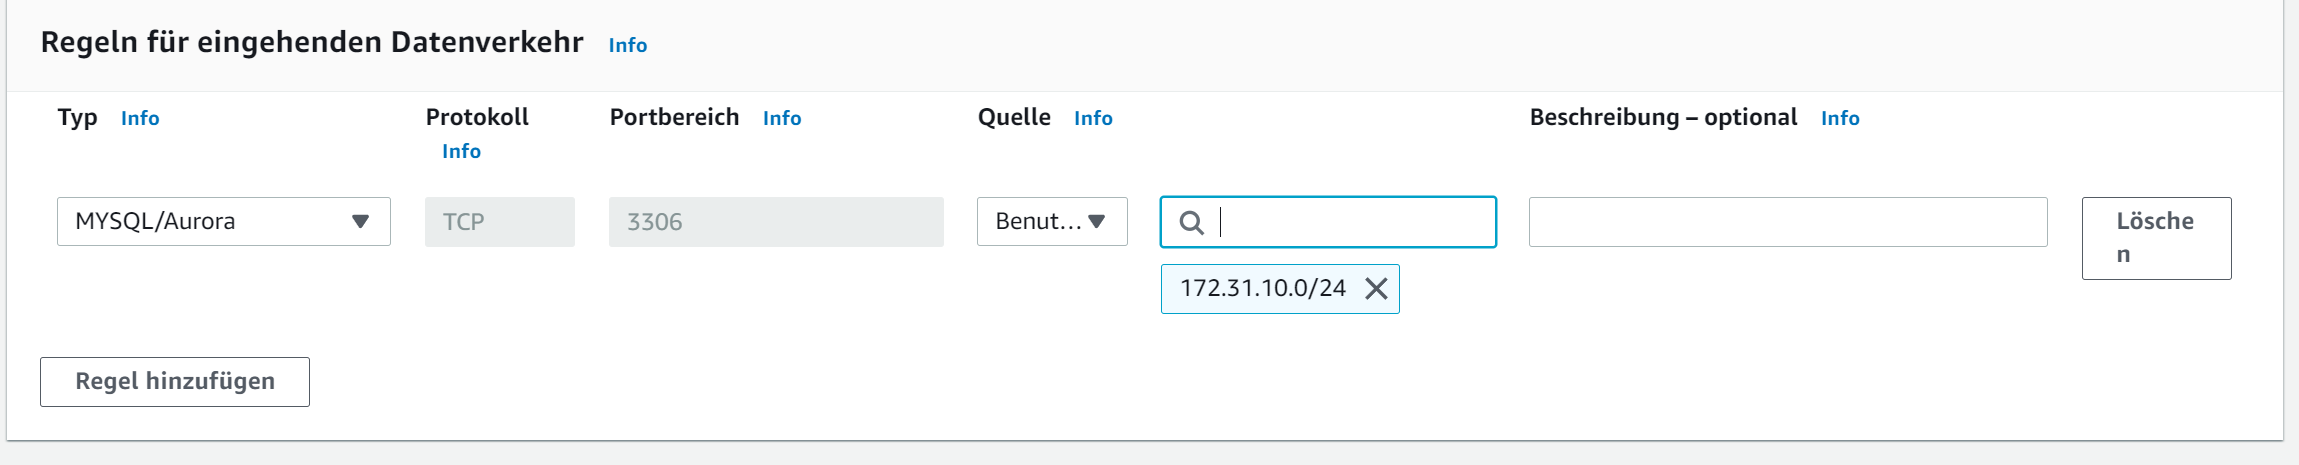 Regeln für eingehenden Datenverkehr Info
Typ Info
Protokoll
Info
Portbereich Info
Quelle Info
Beschreibung – optional Info
MYSQL/Aurora
TCP
3306
Benut...
172.31.10.0/24
Lösche
n
Regel hinzufügen